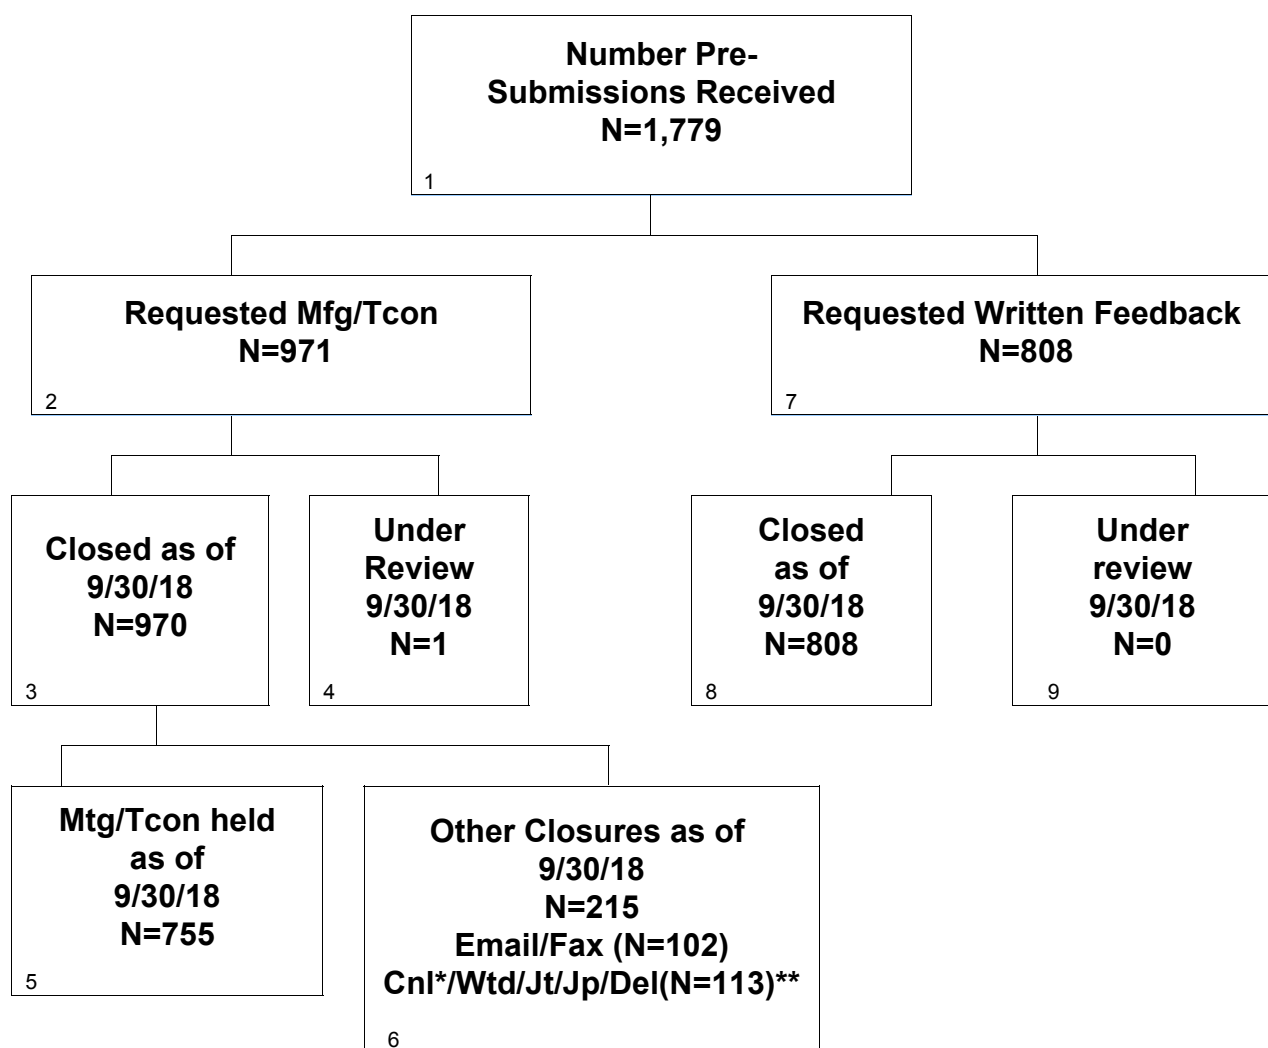 Number Pre-
Submissions Received
N=1,779
1
Requested Mfg/Tcon
N=971
2
Requested Written Feedback
N=808
7
Closed as of
9/30/18
N=970
3
Under
Review
9/30/18
N=1
4
Closed
as of
9/30/18
N=808
8
Under
review
9/30/18
N=0
9
Mtg/Tcon held
as of
9/30/18
N=755
5
Other Closures as of
9/30/18
N=215
Email/Fax (N=102)
Cnl*/Wtd/Jt/Jp/Del(N=113)**
6